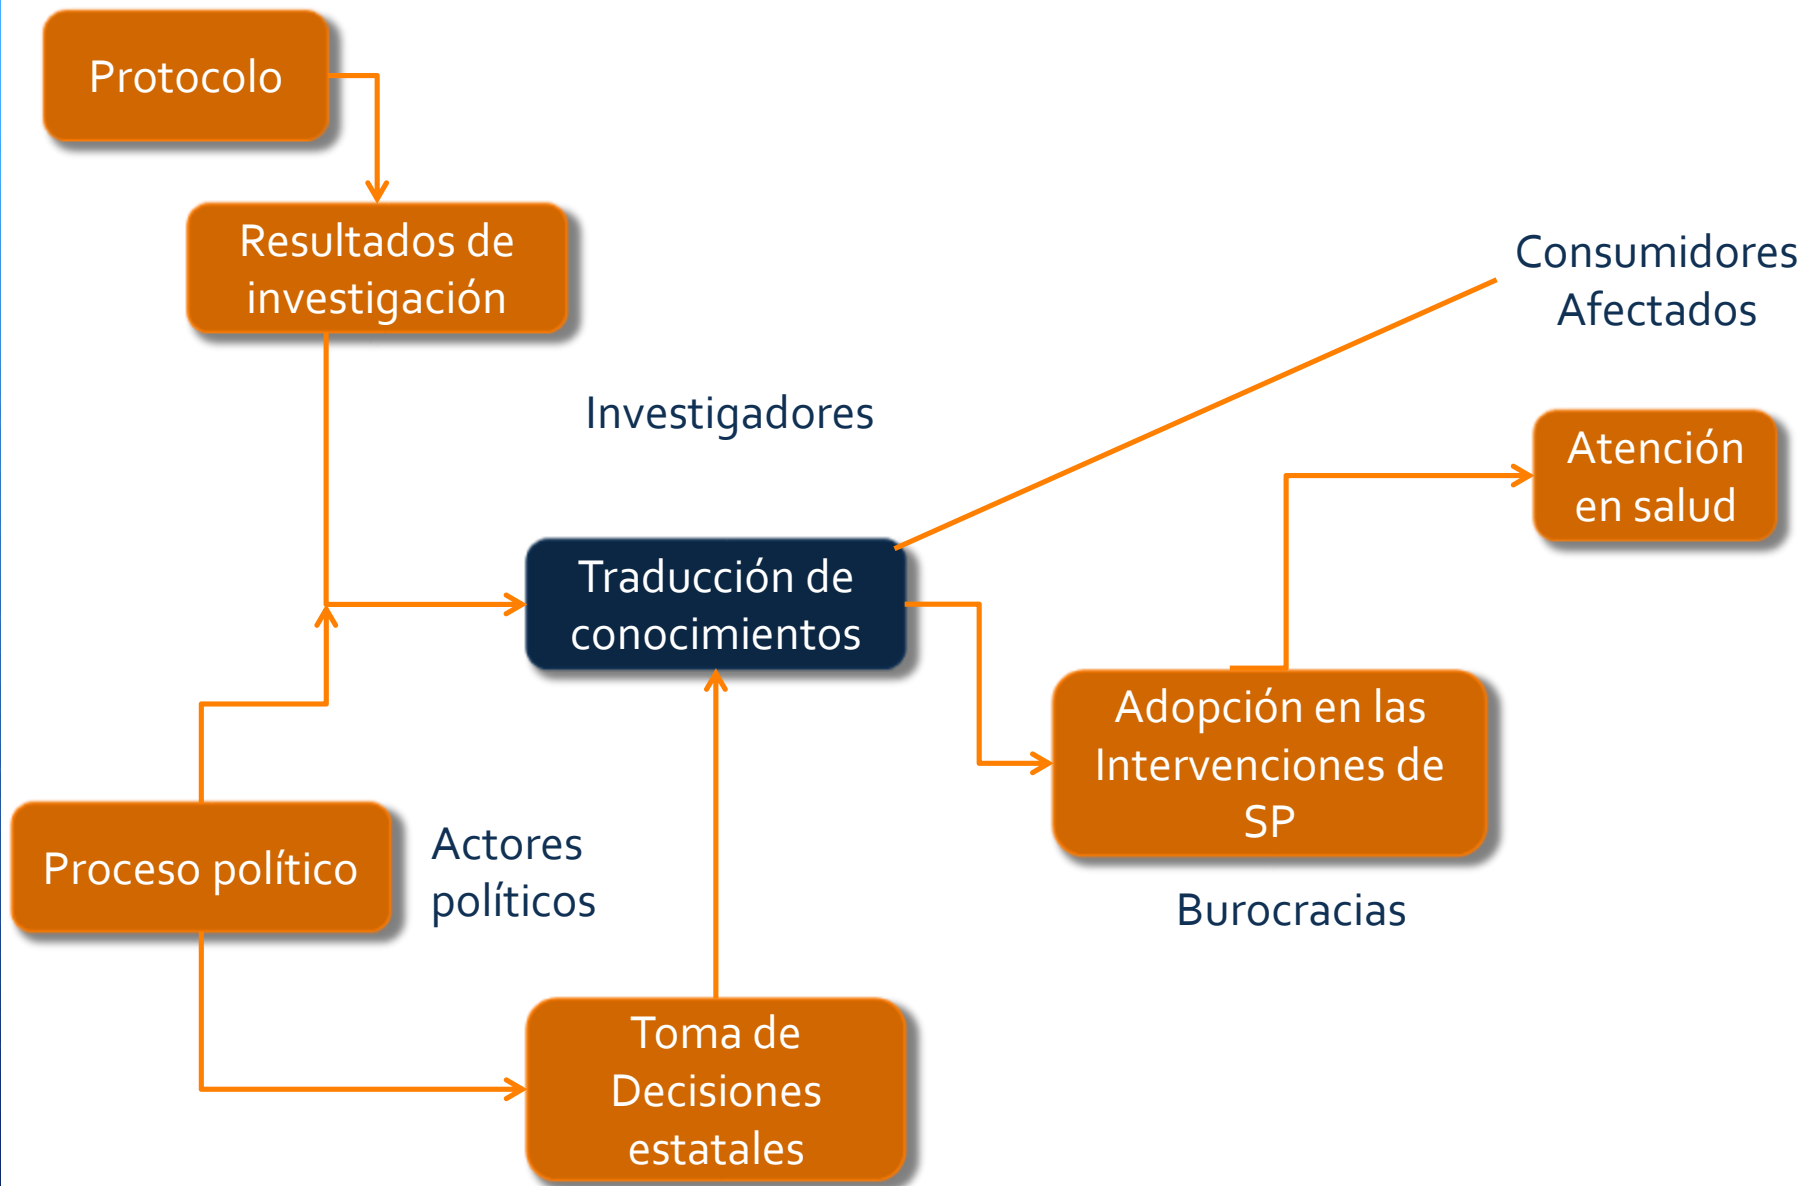 Protocolo
Resultados de
investigación
Consumidores
Afectados
Investigadores
Atención
en salud
Traducción de
conocimientos
Adopción en las
Intervenciones de
SP
Proceso político
Actores
políticos
Burocracias
Toma de
Decisiones
estatales